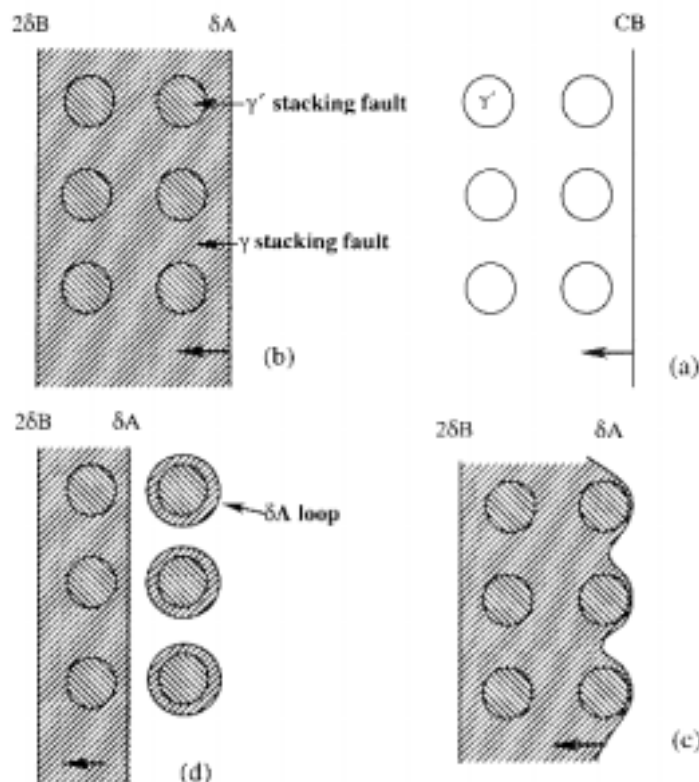 2δB δA
CB
γ′ stacking fault
γ′
γ stacking fault
(b)
(a)
2δB δA
2δB δA
δA loop
(d)
(c)